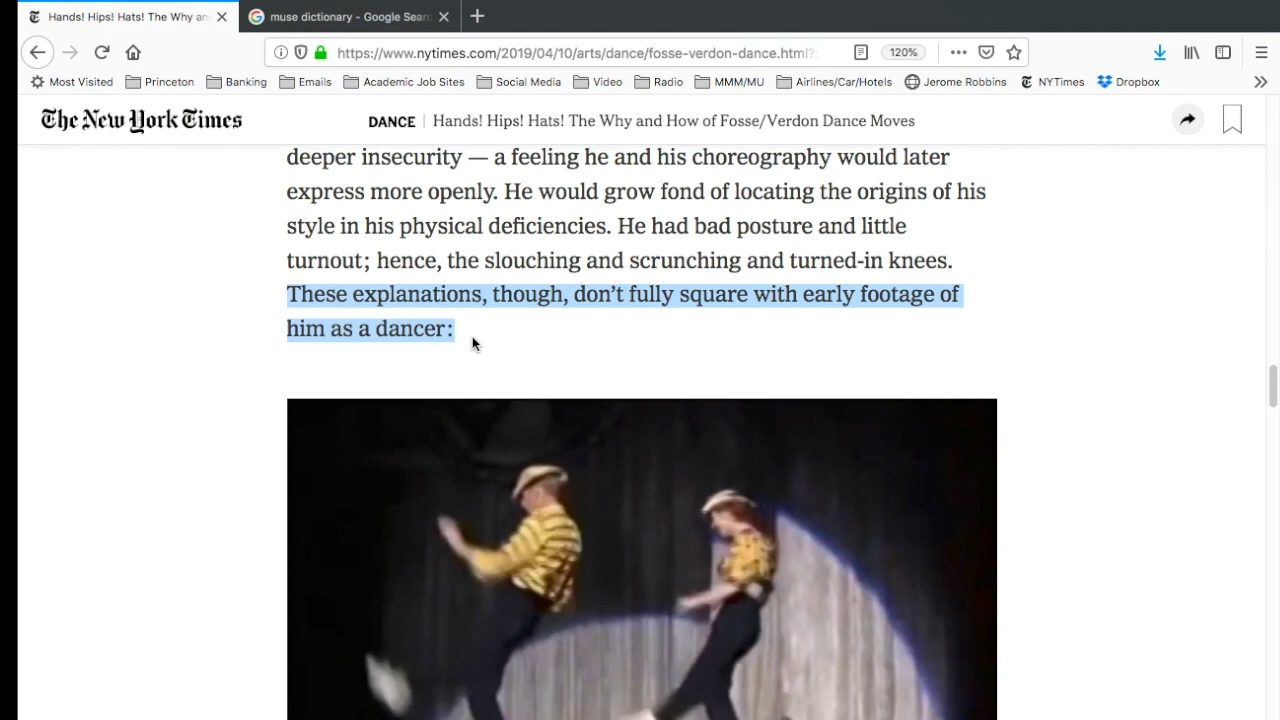 Hands! Hips! Hats! The Why an
muse dictionary - Google Searc
https://www.nytimes.com/2019/04/10/arts/dance/fosse-verdon-dance.html?
120%
Most Visited Princeton Banking Emails Academic Job Sites Social Media Video Radio MMM/MU Airlines/Car/Hotels Jerome Robbins NYTimes Dropbox
The New York Times
DANCE | Hands! Hips! Hats! The Why and How of Fosse/Verdon Dance Moves
deeper insecurity — a feeling he and his choreography would later
express more openly. He would grow fond of locating the origins of his
style in his physical deficiencies. He had bad posture and little
turnout; hence, the slouching and scrunching and turned-in knees.
These explanations, though, don’t fully square with early footage of
him as a dancer: